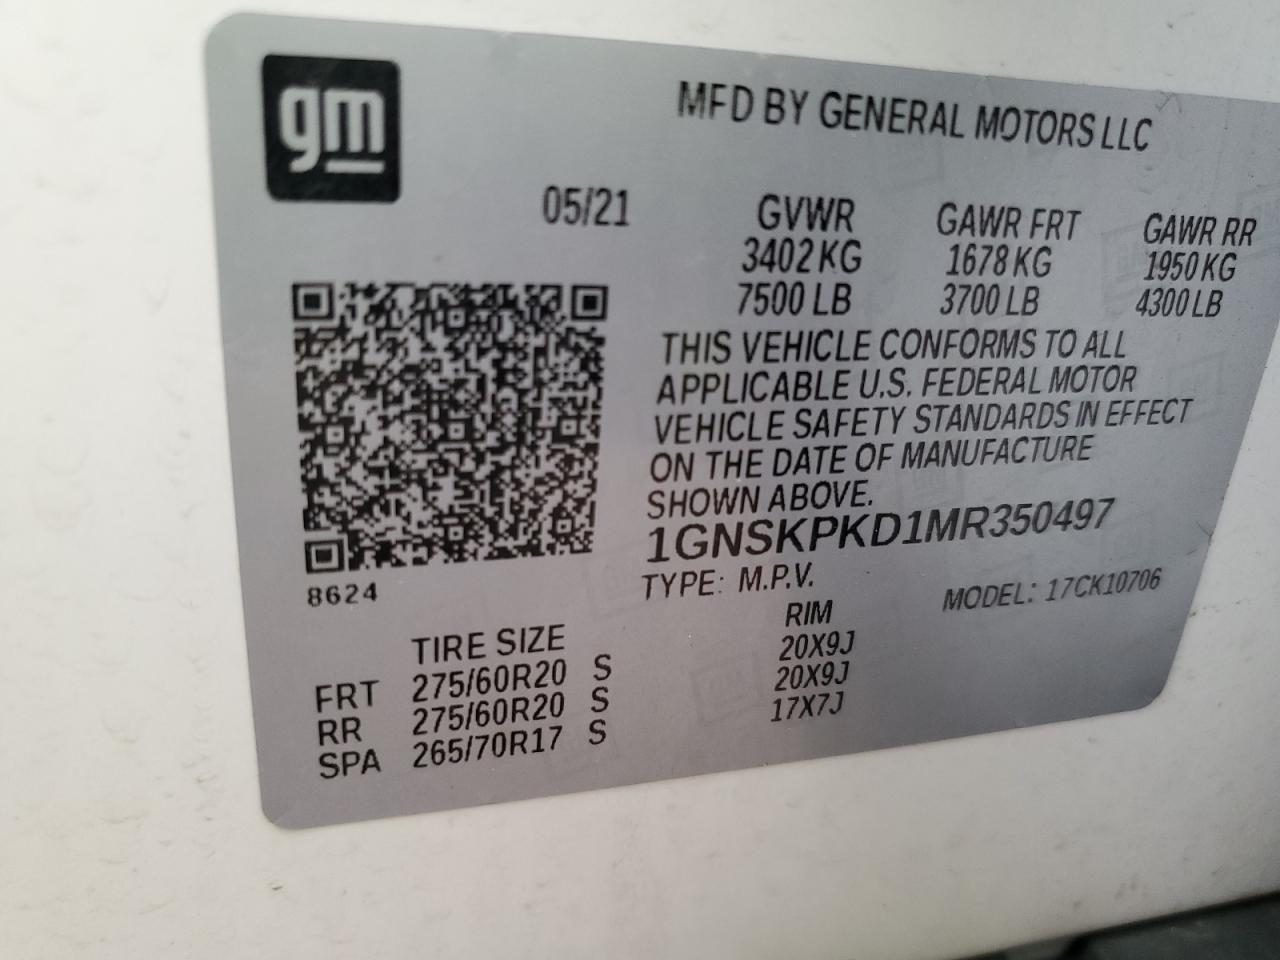 gm
MFD BY GENERAL MOTORS LLC
05/21
GVWR GAWR FRT GAWR RR
3402 KG 1678 KG 1950 KG
7500 LB 3700 LB 4300 LB
THIS VEHICLE CONFORMS TO ALL
APPLICABLE U.S. FEDERAL MOTOR
VEHICLE SAFETY STANDARDS IN EFFECT
ON THE DATE OF MANUFACTURE
SHOWN ABOVE.
1GNSKPKD1MR350497
TYPE: M.P.V. MODEL: 17CK10706
8624
TIRE SIZE RIM
FRT 275/60R20 S 20X9J
RR 275/60R20 S 20X9J
SPA 265/70R17 S 17X7J